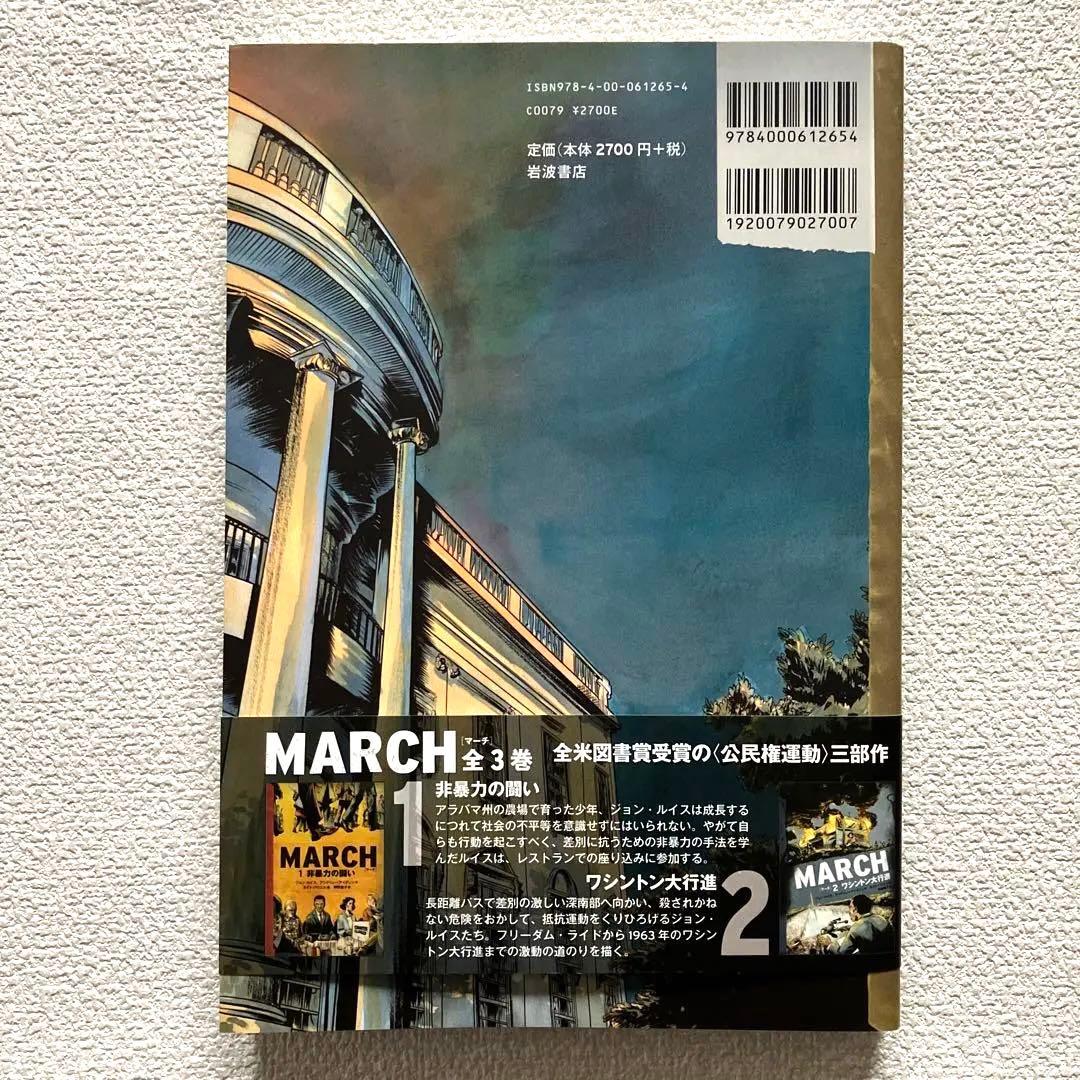 ISBN978-4-00-061265-4
C0079 ¥2700E
定価(本体 2700 円+税)
岩波書店
9784000612654
1920079027007
MARCH[マーチ]全3巻
全米図書賞受賞の〈公民権運動〉三部作
1
非暴力の闘い
アラバマ州の農場で育った少年、ジョン・ルイスは成長する
につれて社会の不平等を意識せずにはいられない。やがて自
らも行動を起こすべく、差別に抗うための非暴力の手法を学
んだルイスは、レストランでの座り込みに参加する。
MARCH
1 非暴力の闘い
ワシントン大行進
2
長距離バスで差別の激しい深南部へ向かい、殺されかね
ない危険をおかして、抵抗運動をくりひろげるジョン・
ルイスたち。フリーダム・ライドから1963年のワシン
トン大行進までの激動の道のりを描く。
MARCH
2 ワシントン大行進